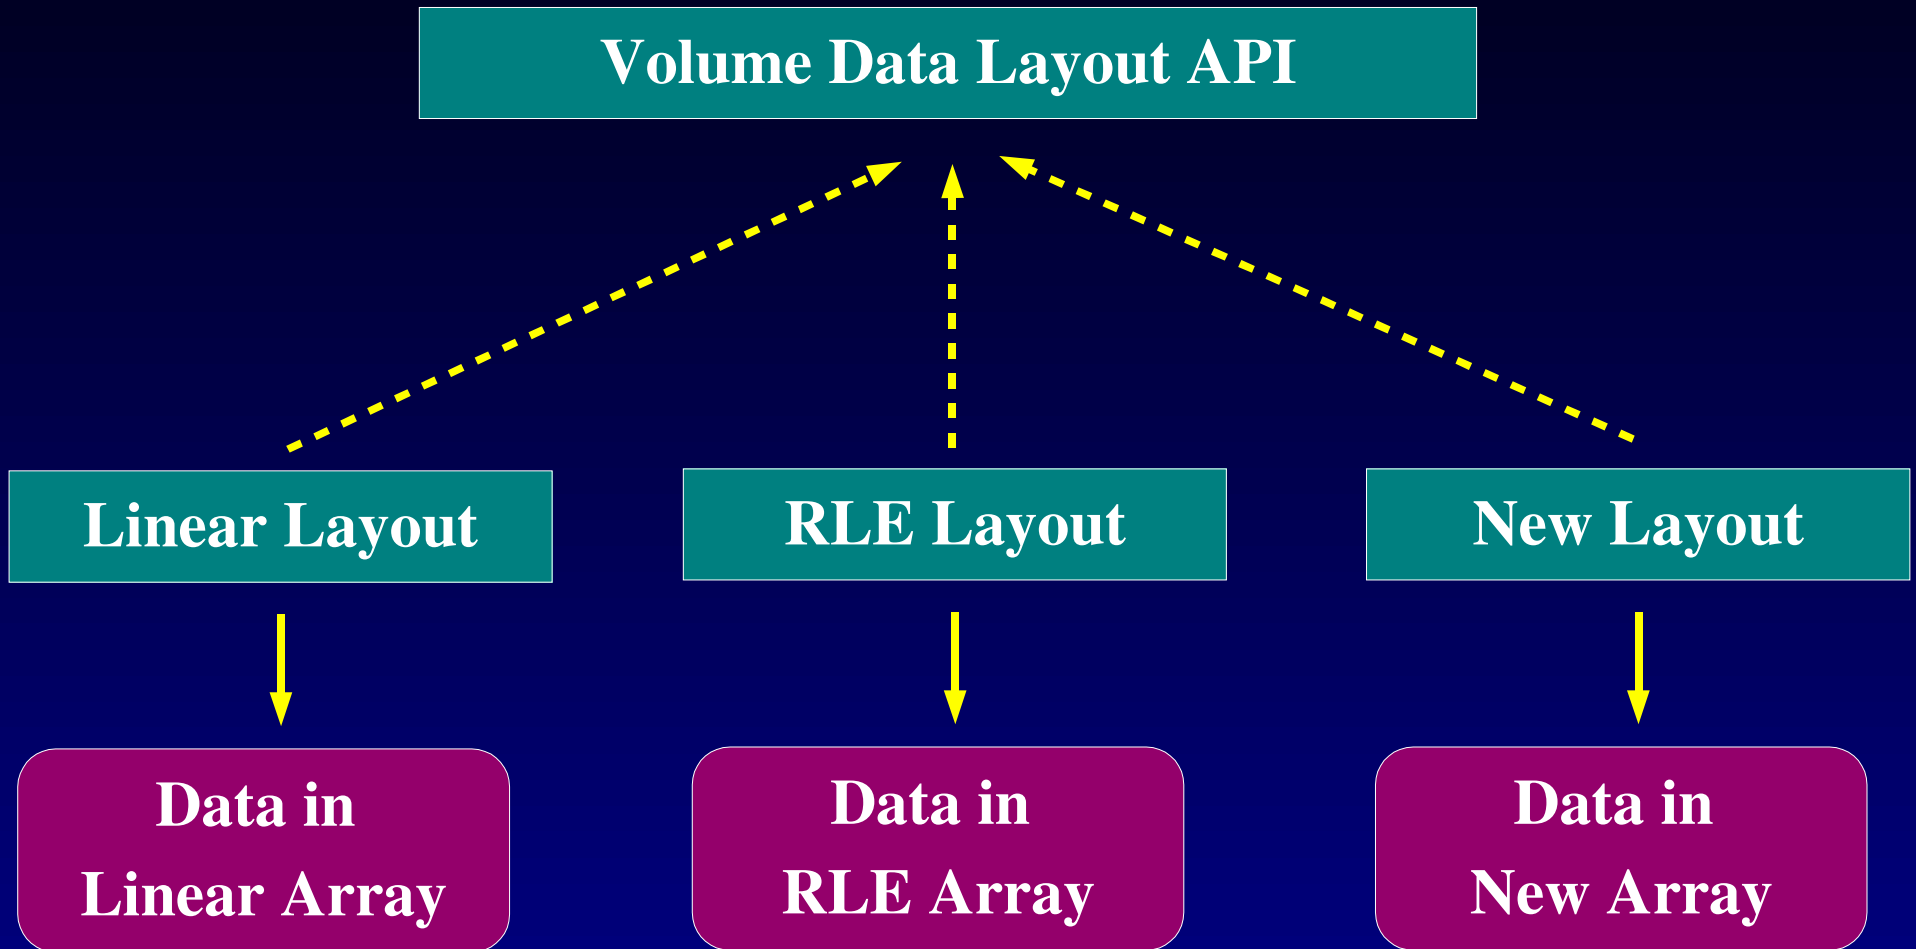 Volume Data Layout API
Linear Layout
RLE Layout
New Layout
Data in
Linear Array
Data in
RLE Array
Data in
New Array